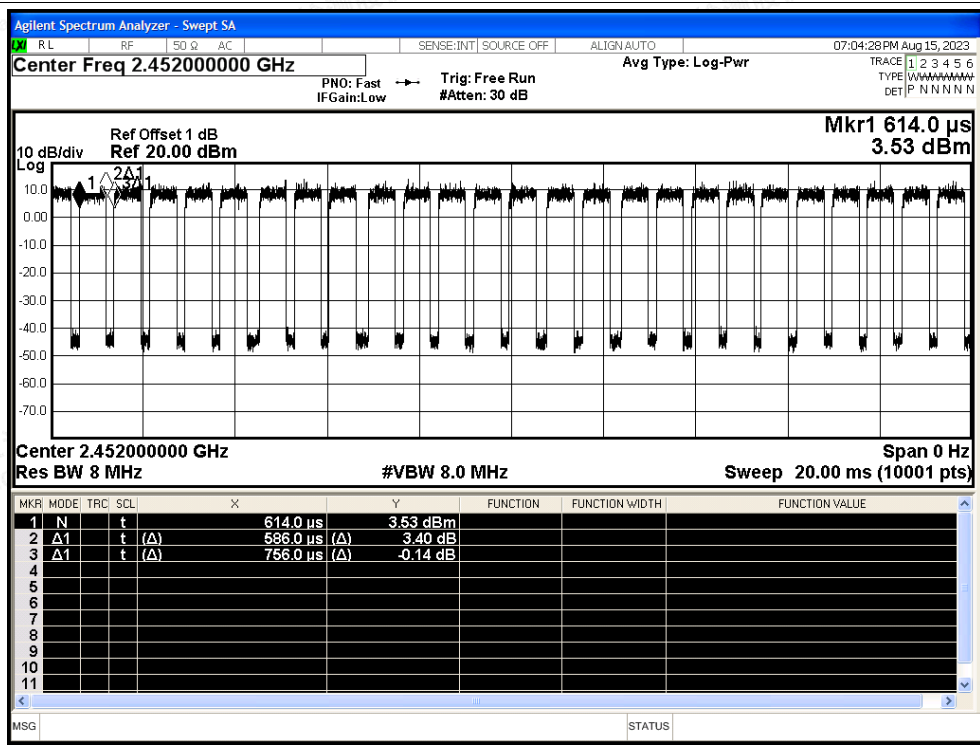 Agilent Spectrum Analyzer - Swept SA
LXI RL RF 50 Ω AC SENSE:INT SOURCE OFF ALIGN AUTO 07:04:28 PM Aug 15, 2023
Center Freq 2.452000000 GHz
PNO: Fast
IFGain:Low
Trig: Free Run
#Atten: 30 dB
Avg Type: Log-Pwr
TRACE 1 2 3 4 5 6
TYPE WWWWWW
DET P N N N N N
Mkr1 614.0 µs
3.53 dBm
Ref Offset 1 dB
10 dB/div Ref 20.00 dBm
Log
1 2Δ1
3Δ1
10.0
0.00
-10.0
-20.0
-30.0
-40.0
-50.0
-60.0
-70.0
Center 2.452000000 GHz Span 0 Hz
Res BW 8 MHz #VBW 8.0 MHz Sweep 20.00 ms (10001 pts)
MKR MODE TRC SCL X Y FUNCTION FUNCTION WIDTH FUNCTION VALUE
1 N t 614.0 µs 3.53 dBm
2 Δ1 t (Δ) 586.0 µs (Δ) 3.40 dB
3 Δ1 t (Δ) 756.0 µs (Δ) -0.14 dB
4
5
6
7
8
9
10
11
MSG STATUS